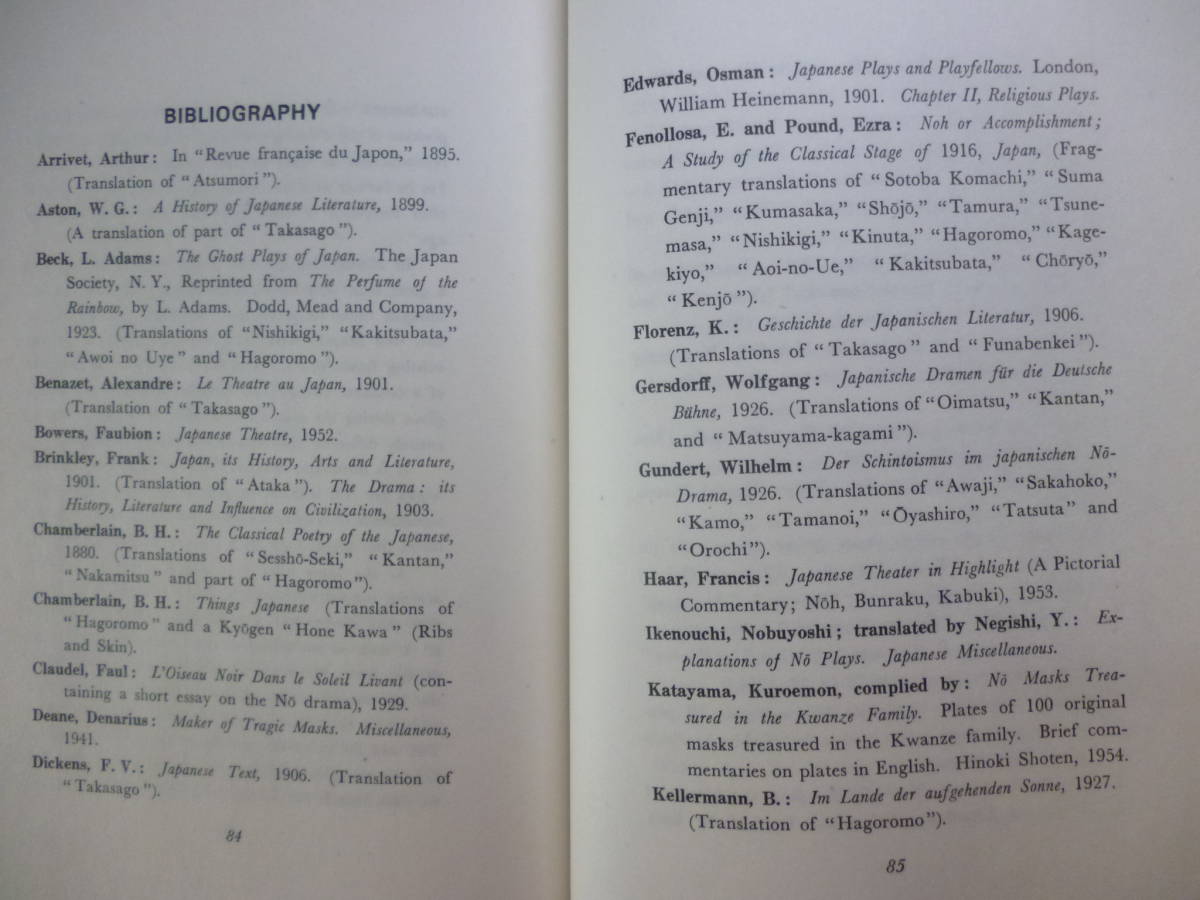 BIBLIOGRAPHY
Arrivet, Arthur: In "Revue française du Japon," 1895.
(Translation of "Atsumori").
Aston, W. G.: A History of Japanese Literature, 1899.
(A translation of part of "Takasago").
Beck, L. Adams: The Ghost Plays of Japan. The Japan
Society, N. Y., Reprinted from The Perfume of the
Rainbow, by L. Adams. Dodd, Mead and Company,
1923. (Translations of "Nishikigi," "Kakitsubata,"
"Awoi no Uye" and "Hagoromo").
Benazet, Alexandre: Le Theatre au Japan, 1901.
(Translation of "Takasago").
Bowers, Faubion: Japanese Theatre, 1952.
Brinkley, Frank: Japan, its History, Arts and Literature,
1901. (Translation of "Ataka"). The Drama: its
History, Literature and Influence on Civilization, 1903.
Chamberlain, B. H.: The Classical Poetry of the Japanese,
1880. (Translations of "Sesshō-Seki," "Kantan,"
"Nakamitsu" and part of "Hagoromo").
Chamberlain, B. H.: Things Japanese (Translations of
"Hagoromo" and a Kyōgen "Hone Kawa" (Ribs
and Skin).
Claudel, Faul: L'Oiseau Noir Dans le Soleil Livant (con-
taining a short essay on the Nō drama), 1929.
Deane, Denarius: Maker of Tragic Masks. Miscellaneous,
1941.
Dickens, F. V.: Japanese Text, 1906. (Translation of
"Takasago").
84
Edwards, Osman: Japanese Plays and Playfellows. London,
William Heinemann, 1901. Chapter II, Religious Plays.
Fenollosa, E. and Pound, Ezra: Noh or Accomplishment;
A Study of the Classical Stage of 1916, Japan, (Frag-
mentary translations of "Sotoba Komachi," "Suma
Genji," "Kumasaka," "Shōjō," "Tamura," "Tsune-
masa," "Nishikigi," "Kinuta," "Hagoromo," "Kage-
kiyo," "Aoi-no-Ue," "Kakitsubata," "Chōryō,"
"Kenjō").
Florenz, K.: Geschichte der Japanischen Literatur, 1906.
(Translations of "Takasago" and "Funabenkei").
Gersdorff, Wolfgang: Japanische Dramen für die Deutsche
Bühne, 1926. (Translations of "Oimatsu," "Kantan,"
and "Matsuyama-kagami").
Gundert, Wilhelm: Der Schintoismus im japanischen Nō-
Drama, 1926. (Translations of "Awaji," "Sakahoko,"
"Kamo," "Tamanoi," "Ōyashiro," "Tatsuta" and
"Orochi").
Haar, Francis: Japanese Theater in Highlight (A Pictorial
Commentary; Nōh, Bunraku, Kabuki), 1953.
Ikenouchi, Nobuyoshi; translated by Negishi, Y.: Ex-
planations of Nō Plays. Japanese Miscellaneous.
Katayama, Kuroemon, complied by: Nō Masks Trea-
sured in the Kwanze Family. Plates of 100 original
masks treasured in the Kwanze family. Brief com-
mentaries on plates in English. Hinoki Shoten, 1954.
Kellermann, B.: Im Lande der aufgehenden Sonne, 1927.
(Translation of "Hagoromo").
85